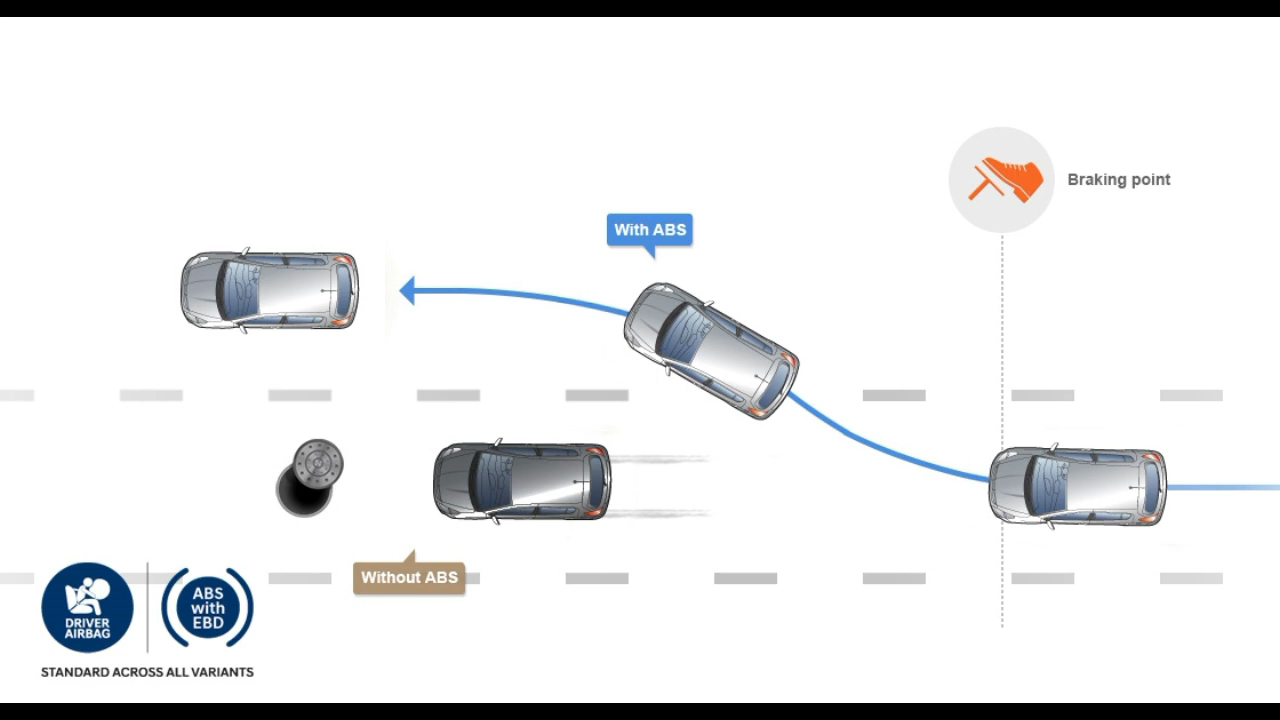 With ABS
Braking point
Without ABS
DRIVER
AIRBAG
ABS
with
EBD
STANDARD ACROSS ALL VARIANTS